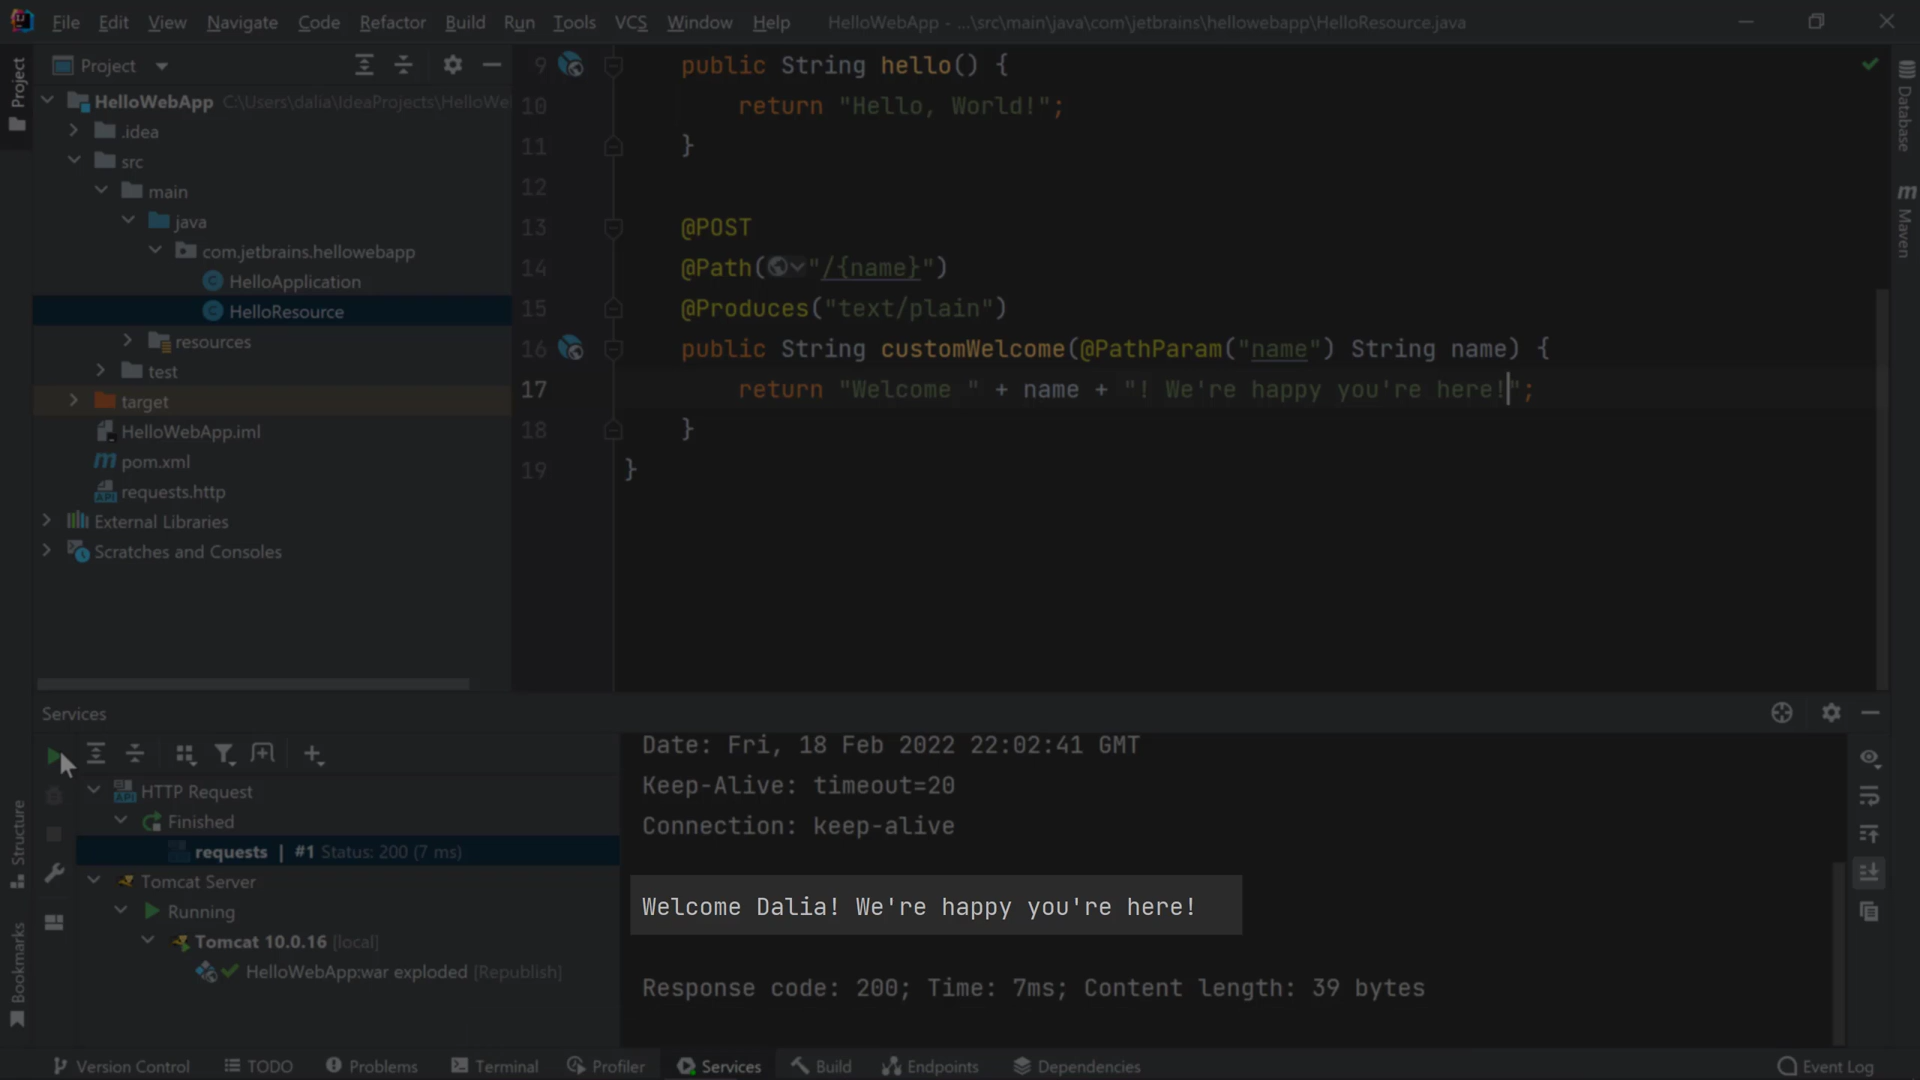 File Edit View Navigate Code Refactor Build Run Tools VCS Window Help HelloWebApp - ...\src\main\java\com\jetbrains\hellowebapp\HelloResource.java
Project
Project
HelloWebApp C:\Users\dalia\IdeaProjects\HelloWe
.idea
src
main
java
com.jetbrains.hellowebapp
HelloApplication
HelloResource
resources
test
target
HelloWebApp.iml
pom.xml
requests.http
External Libraries
Scratches and Consoles
9 public String hello() {
10 return "Hello, World!";
11 }
12
13 @POST
14 @Path("/{name}")
15 @Produces("text/plain")
16 public String customWelcome(@PathParam("name") String name) {
17 return "Welcome " + name + "! We're happy you're here!";
18 }
19 }
Database
Maven
Services
HTTP Request
Finished
requests | #1 Status: 200 (7 ms)
Tomcat Server
Running
Tomcat 10.0.16 [local]
HelloWebApp:war exploded [Republish]
Date: Fri, 18 Feb 2022 22:02:41 GMT
Keep-Alive: timeout=20
Connection: keep-alive
Welcome Dalia! We're happy you're here!
Response code: 200; Time: 7ms; Content length: 39 bytes
Structure
Bookmarks
Version Control TODO Problems Terminal Profiler Services Build Endpoints Dependencies Event Log